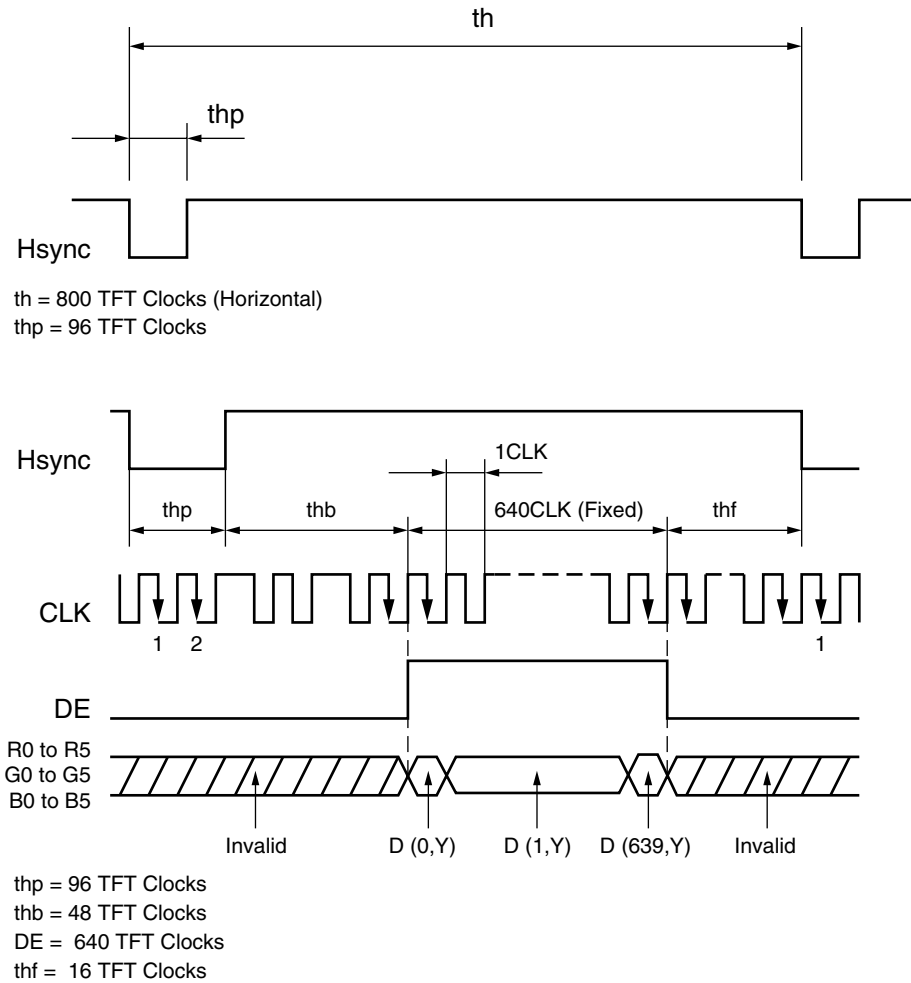 th
thp
Hsync
th = 800 TFT Clocks (Horizontal)
thp = 96 TFT Clocks
Hsync
1CLK
thp
thb
640CLK (Fixed)
thf
CLK
1
2
1
DE
R0 to R5
G0 to G5
B0 to B5
Invalid
D (0,Y)
D (1,Y)
D (639,Y)
Invalid
thp = 96 TFT Clocks
thb = 48 TFT Clocks
DE = 640 TFT Clocks
thf = 16 TFT Clocks